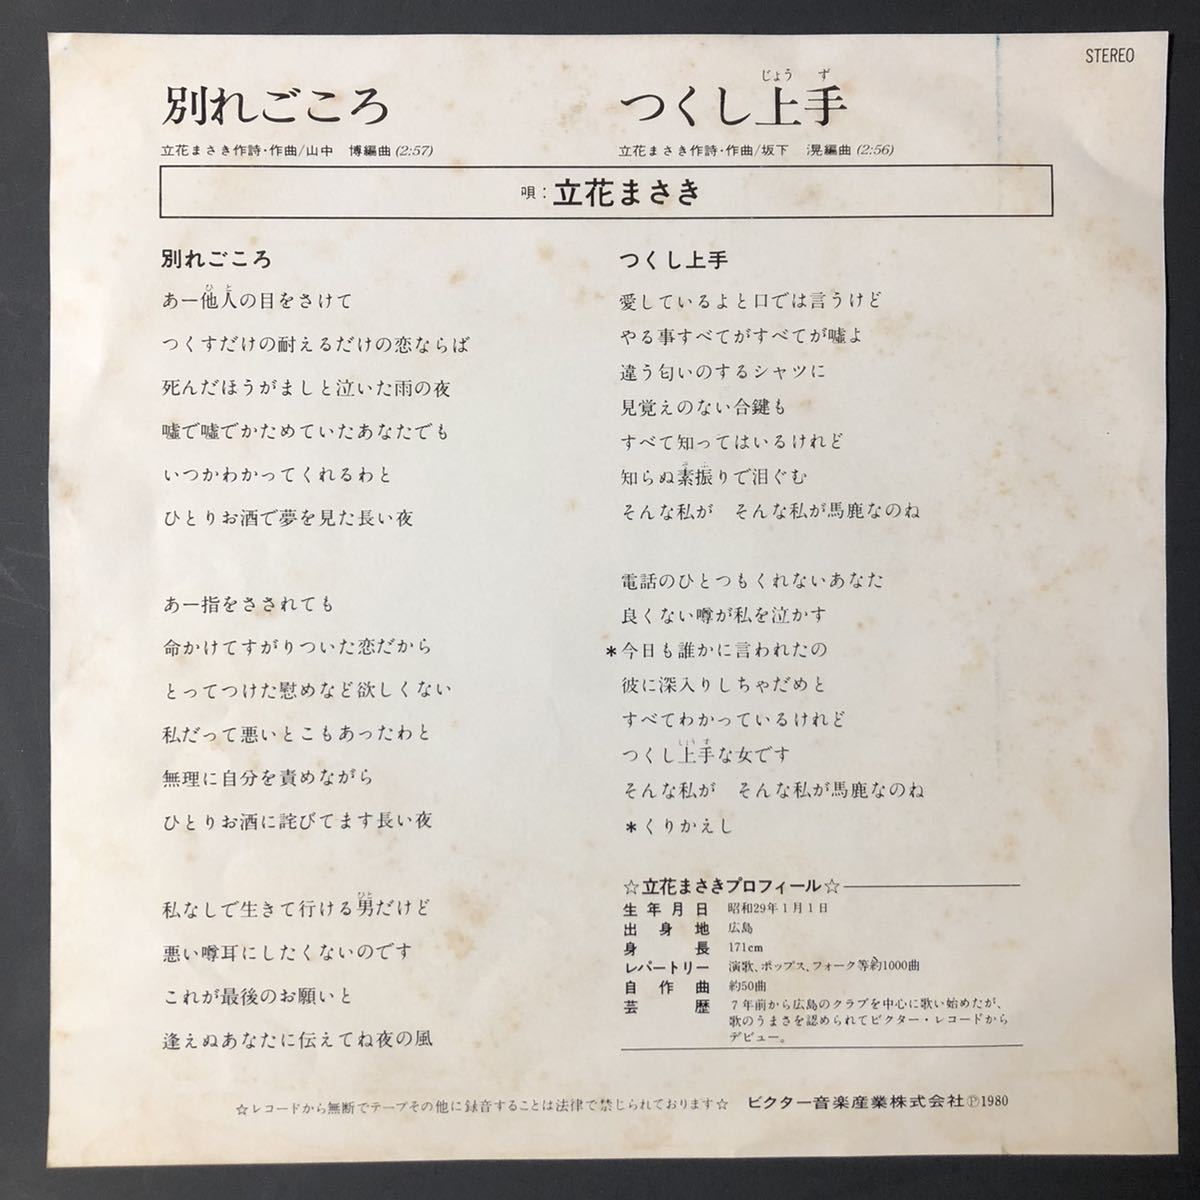 STEREO
別れごころ
立花まさき作詩・作曲/山中 博編曲(2:57)
じょうず
つくし上手
立花まさき作詩・作曲/坂下 滉編曲(2:56)
唄：立花まさき
別れごころ
ひと
あー他人の目をさけて
つくすだけの耐えるだけの恋ならば
死んだほうがましと泣いた雨の夜
嘘で嘘でかためていたあなたでも
いつかわかってくれるわと
ひとりお酒で夢を見た長い夜
あー指をさされても
命かけてすがりついた恋だから
とってつけた慰めなど欲しくない
私だって悪いとこもあったわと
無理に自分を責めながら
ひとりお酒に詫びてます長い夜
ひと
私なしで生きて行ける男だけど
悪い噂耳にしたくないのです
これが最後のお願いと
逢えぬあなたに伝えてね夜の風
つくし上手
愛しているよと口では言うけど
やる事すべてがすべてが嘘よ
違う匂いのするシャツに
見覚えのない合鍵も
すべて知ってはいるけれど
そぶ
知らぬ素振りで泪ぐむ
そんな私が そんな私が馬鹿なのね
電話のひとつもくれないあなた
良くない噂が私を泣かす
＊今日も誰かに言われたの
彼に深入りしちゃだめと
すべてわかっているけれど
じょうず
つくし上手な女です
そんな私が そんな私が馬鹿なのね
＊くりかえし
☆立花まさきプロフィール☆
生年月日 昭和29年1月1日
出身地 広島
身長 171cm
レパートリー 演歌、ポップス、フォーク等約1000曲
自作曲 約50曲
芸歴 7年前から広島のクラブを中心に歌い始めたが、
歌のうまさを認められてビクター・レコードから
デビュー。
☆レコードから無断でテープその他に録音することは法律で禁じられております☆ ビクター音楽産業株式会社Ⓟ1980